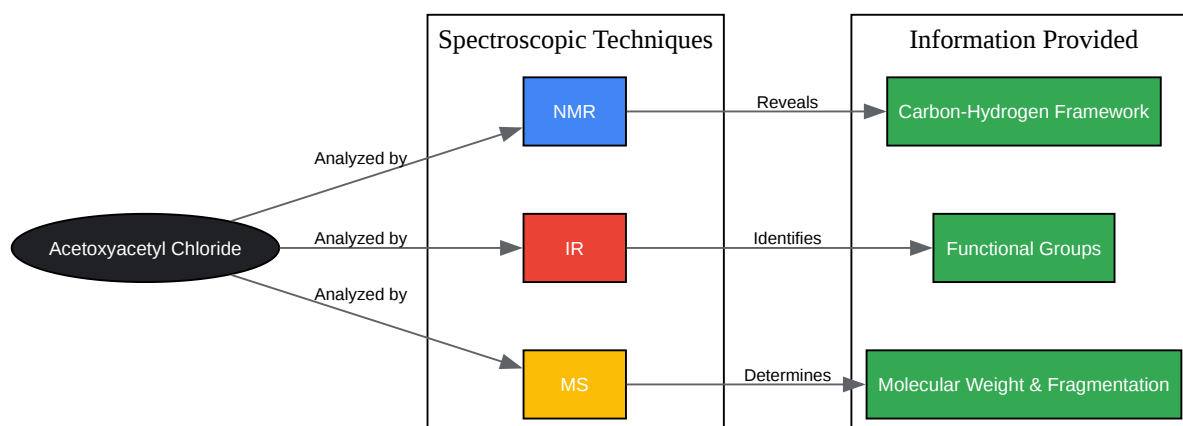 Spectroscopic Techniques
Information Provided
NMR
Reveals
Carbon-Hydrogen Framework
Analyzed by
Acetoxyacetyl Chloride
Analyzed by
IR
Identifies
Functional Groups
Analyzed by
MS
Determines
Molecular Weight & Fragmentation